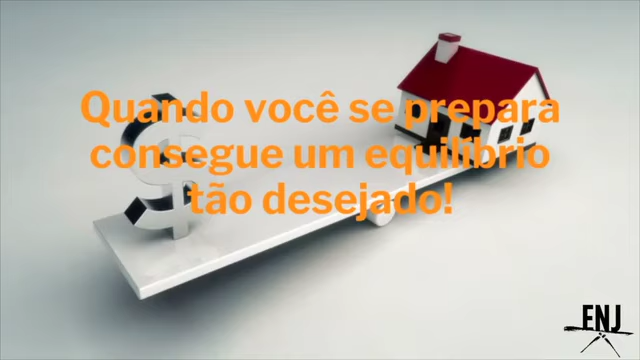 Quando você se prepara
consegue um equilíbrio
tão desejado!
ENJ